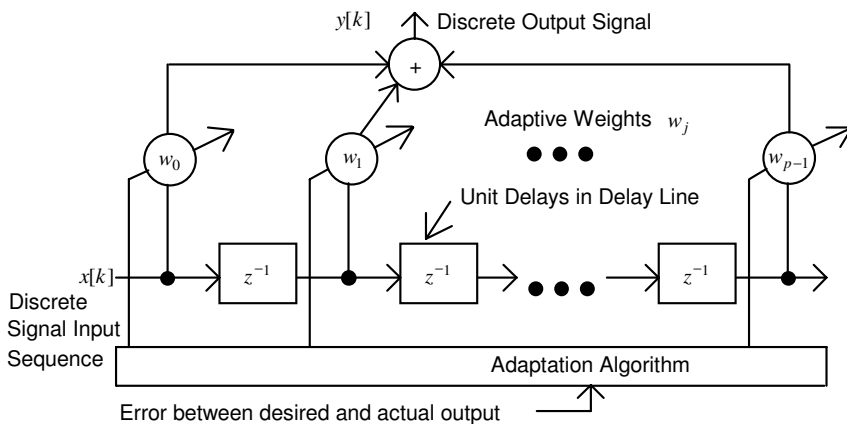 y[k] Discrete Output Signal
+
Adaptive Weights w_j
w_0 w_1 w_{p−1}
Unit Delays in Delay Line
x[k] z^{−1} z^{−1} z^{−1}
Discrete
Signal Input
Sequence
Adaptation Algorithm
Error between desired and actual output